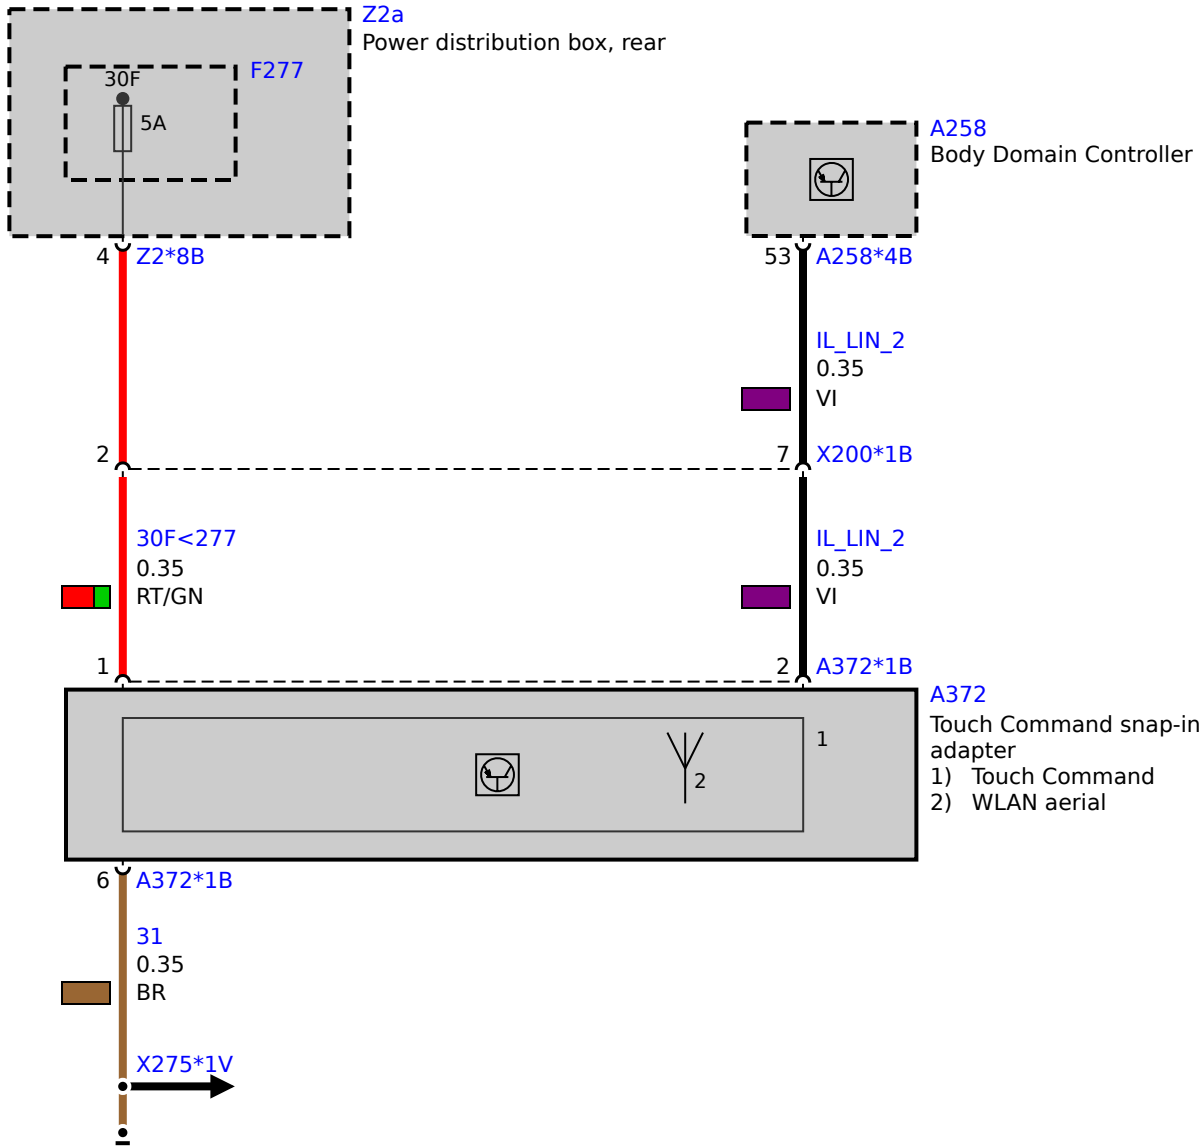 Z2a
Power distribution box, rear
F277
30F
5A
A258
Body Domain Controller
4 Z2*8B
53 A258*4B
IL_LIN_2
0.35
VI
2
7 X200*1B
30F<277
0.35
RT/GN
IL_LIN_2
0.35
VI
1
2 A372*1B
A372
Touch Command snap-in
adapter
1) Touch Command
2) WLAN aerial
1
2
6 A372*1B
31
0.35
BR
X275*1V